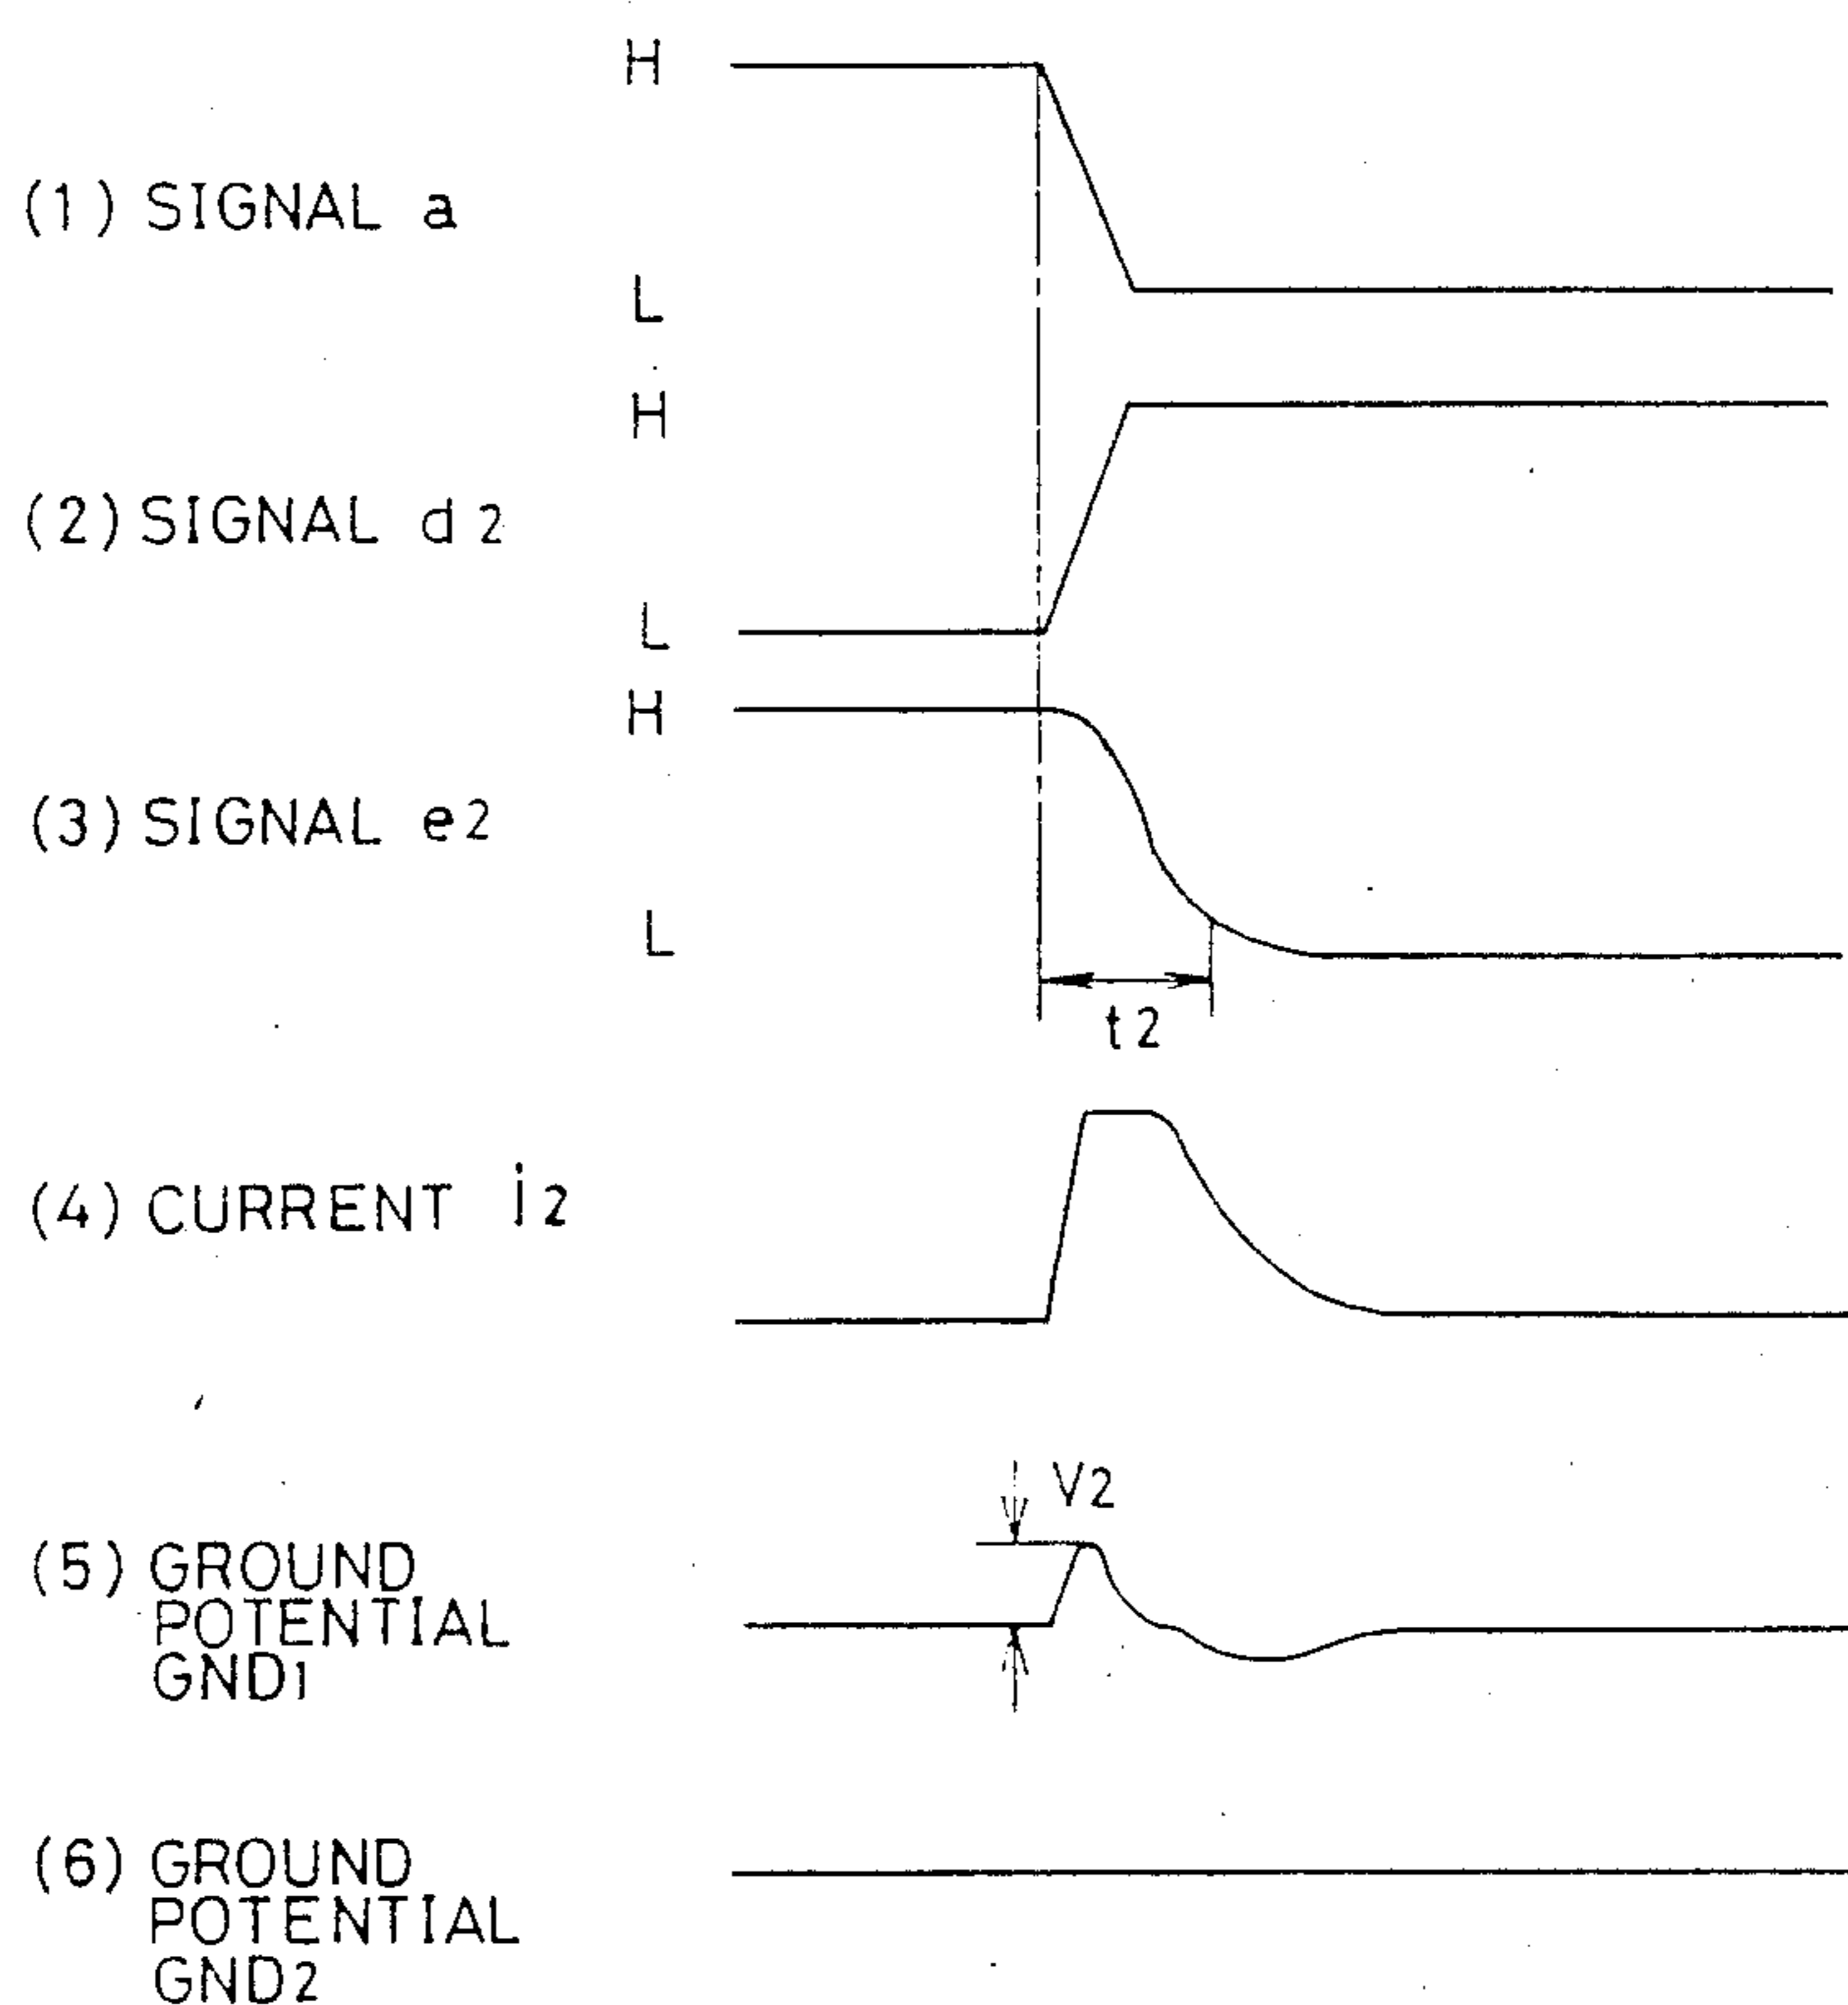 H
(1) SIGNAL a
L
H
(2) SIGNAL d2
L
H
(3) SIGNAL e2
L
t2
(4) CURRENT i2
V2
(5) GROUND
POTENTIAL
GND1
(6) GROUND
POTENTIAL
GND2